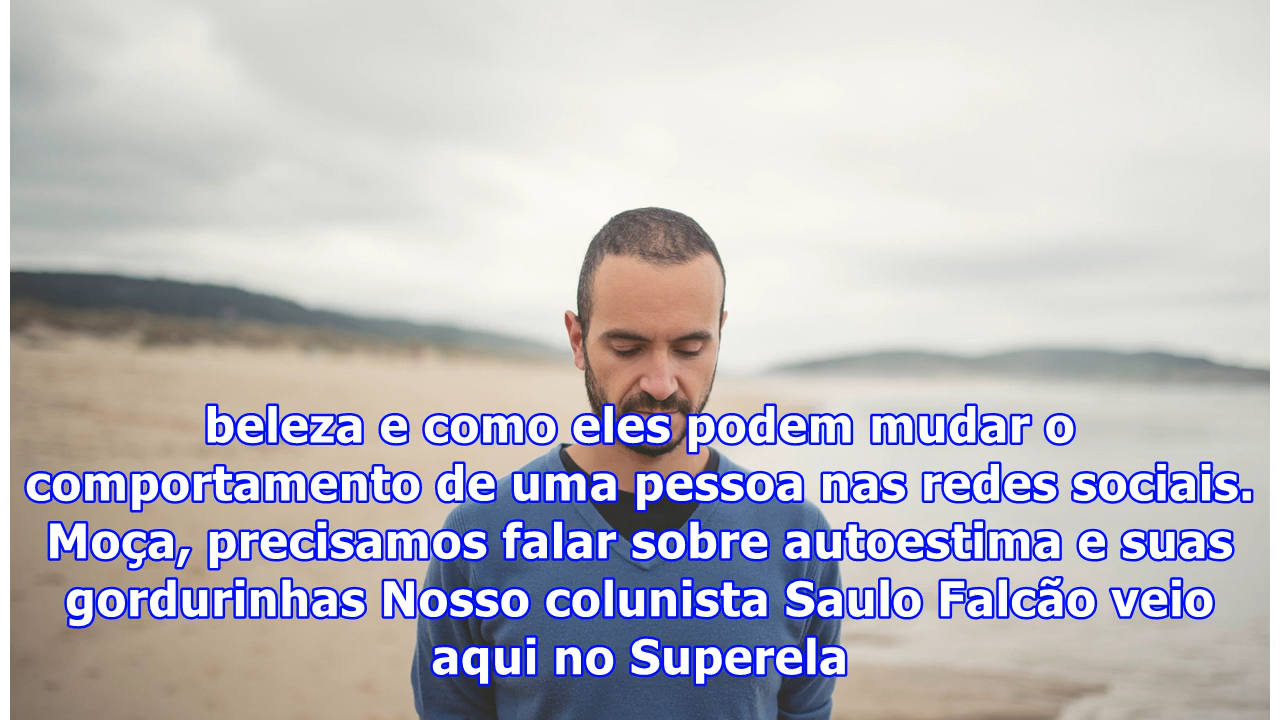 beleza e como eles podem mudar o
comportamento de uma pessoa nas redes sociais.
Moça, precisamos falar sobre autoestima e suas
gordurinhas Nosso colunista Saulo Falcão veio
aqui no Superela